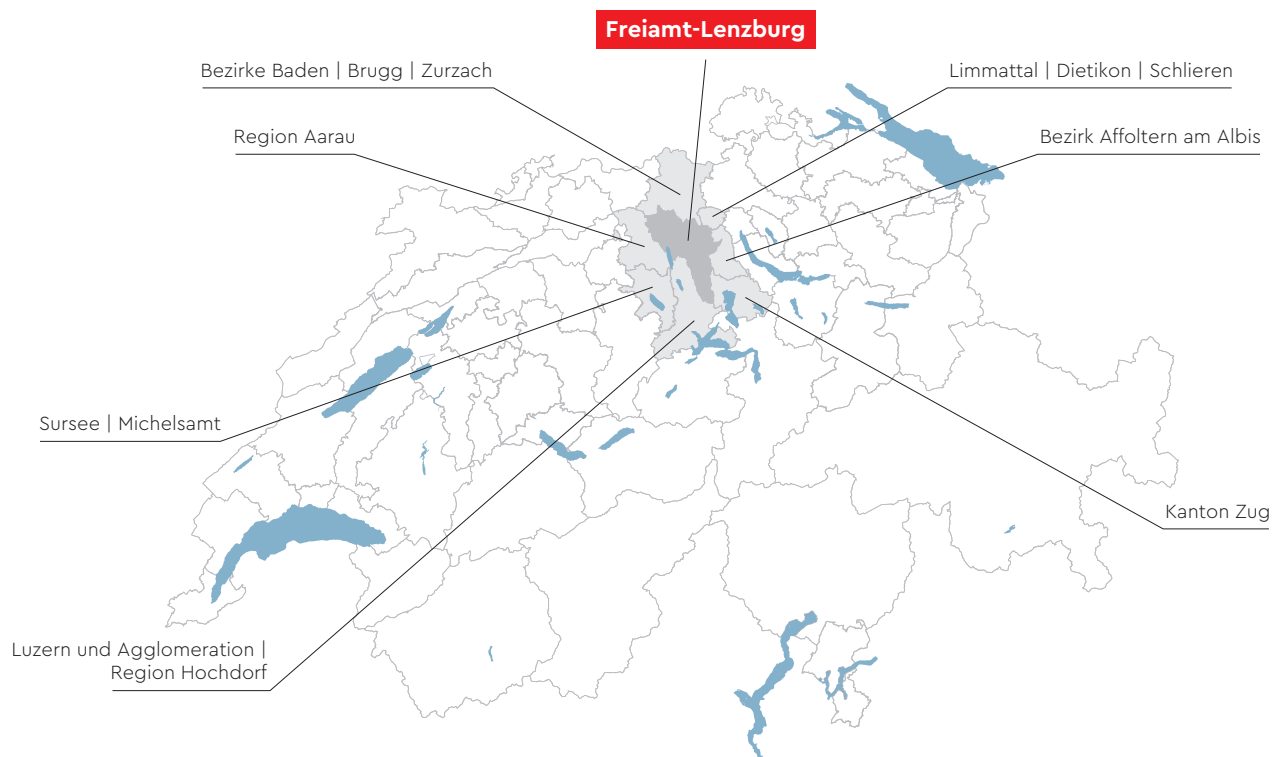 Freiamt-Lenzburg
Bezirke Baden | Brugg | Zurzach
Limmattal | Dietikon | Schlieren
Region Aarau
Bezirk Affoltern am Albis
Sursee | Michelsamt
Kanton Zug
Luzern und Agglomeration |
Region Hochdorf